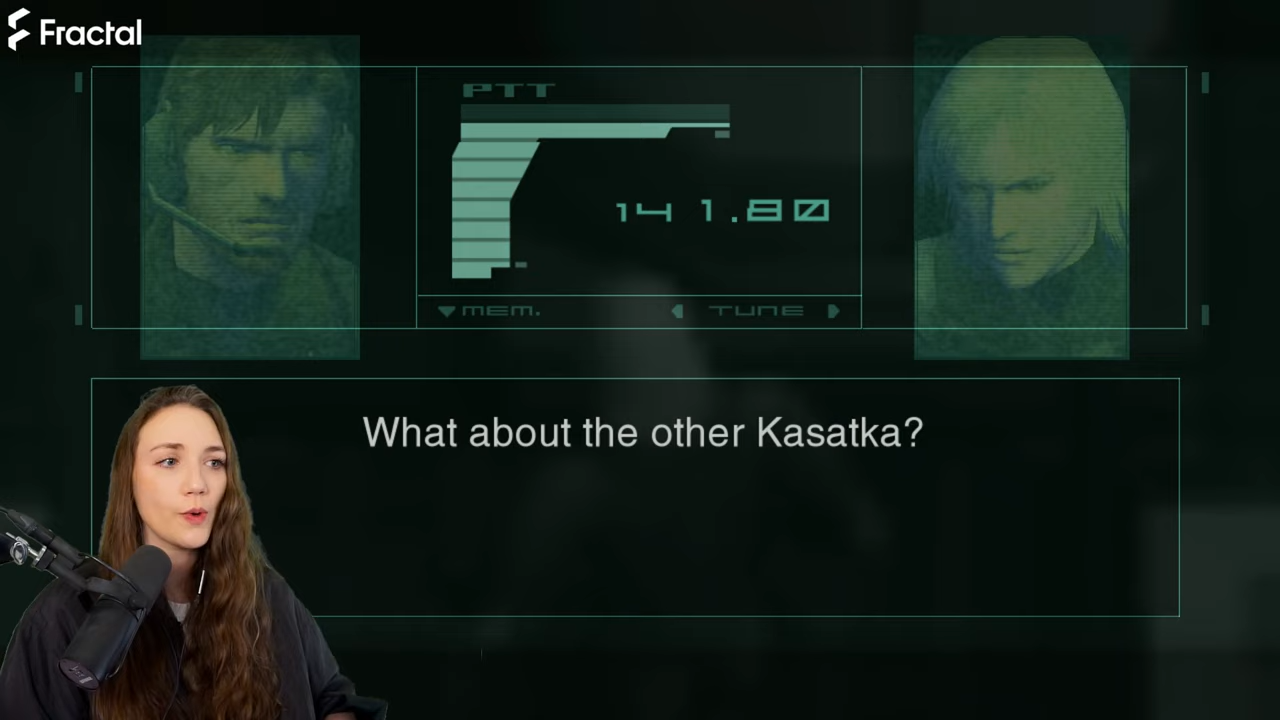 Fractal
PTT
141.80
MEM.
TUNE
What about the other Kasatka?